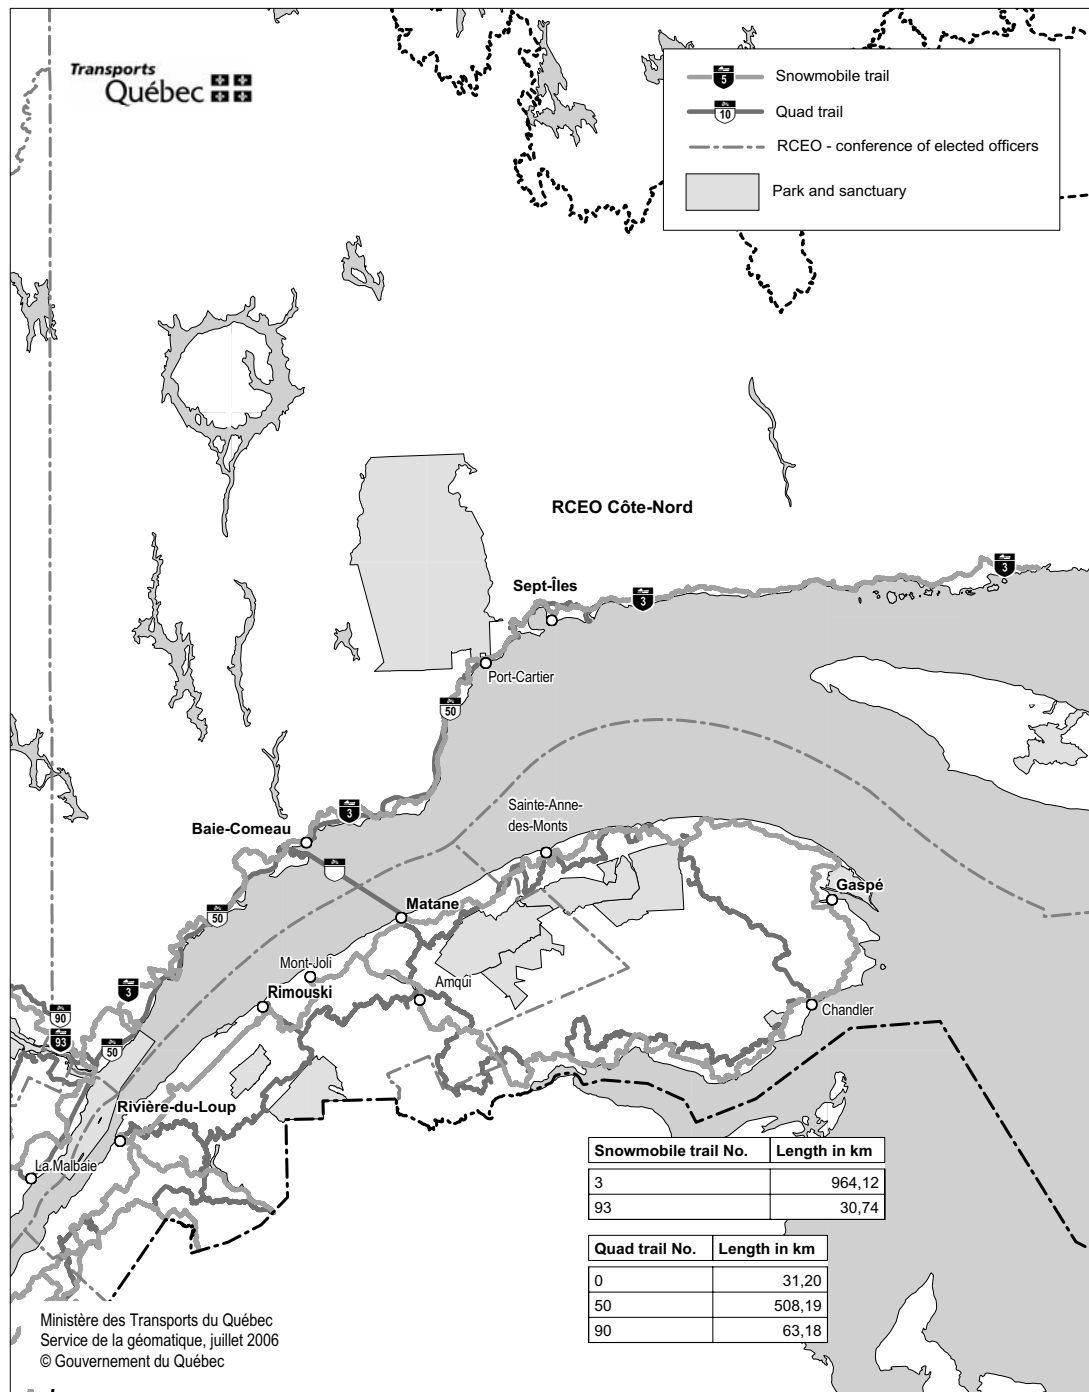 Transports
Québec
5
Snowmobile trail
10
Quad trail
RCEO - conference of elected officers
Park and sanctuary
RCEO Côte-Nord
3
Sept-Îles
3
Port-Cartier
50
Sainte-Anne-
des-Monts
3
Baie-Comeau
Gaspé
Matane
50
Mont-Joli
Amqui
3
Rimouski
Chandler
90
93
50
Rivière-du-Loup
La Malbaie
Snowmobile trail No. Length in km
3 964,12
93 30,74
Quad trail No. Length in km
0 31,20
50 508,19
90 63,18
Ministère des Transports du Québec
Service de la géomatique, juillet 2006
© Gouvernement du Québec